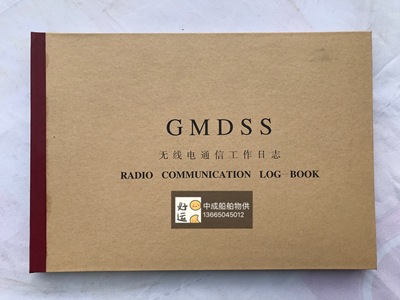 GMDSS
无线电通信工作日志
RADIO COMMUNICATION LOG-BOOK
好运
中成船舶物供
13665045012